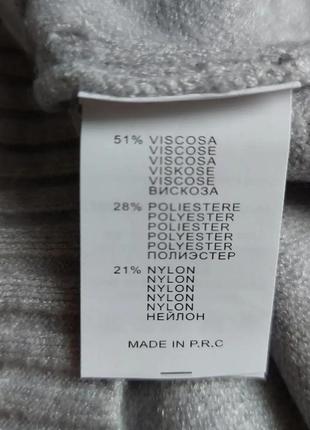 51% VISCOSA
VISCOSE
VISCOSA
VISKOSE
VISCOSE
ВИСКОЗА
28% POLIESTERE
POLYESTER
POLYESTER
POLYESTER
POLYESTER
ПОЛИЭСТЕР
21% NYLON
NYLON
NYLON
NYLON
NYLON
НЕЙЛОН
MADE IN P.R.C